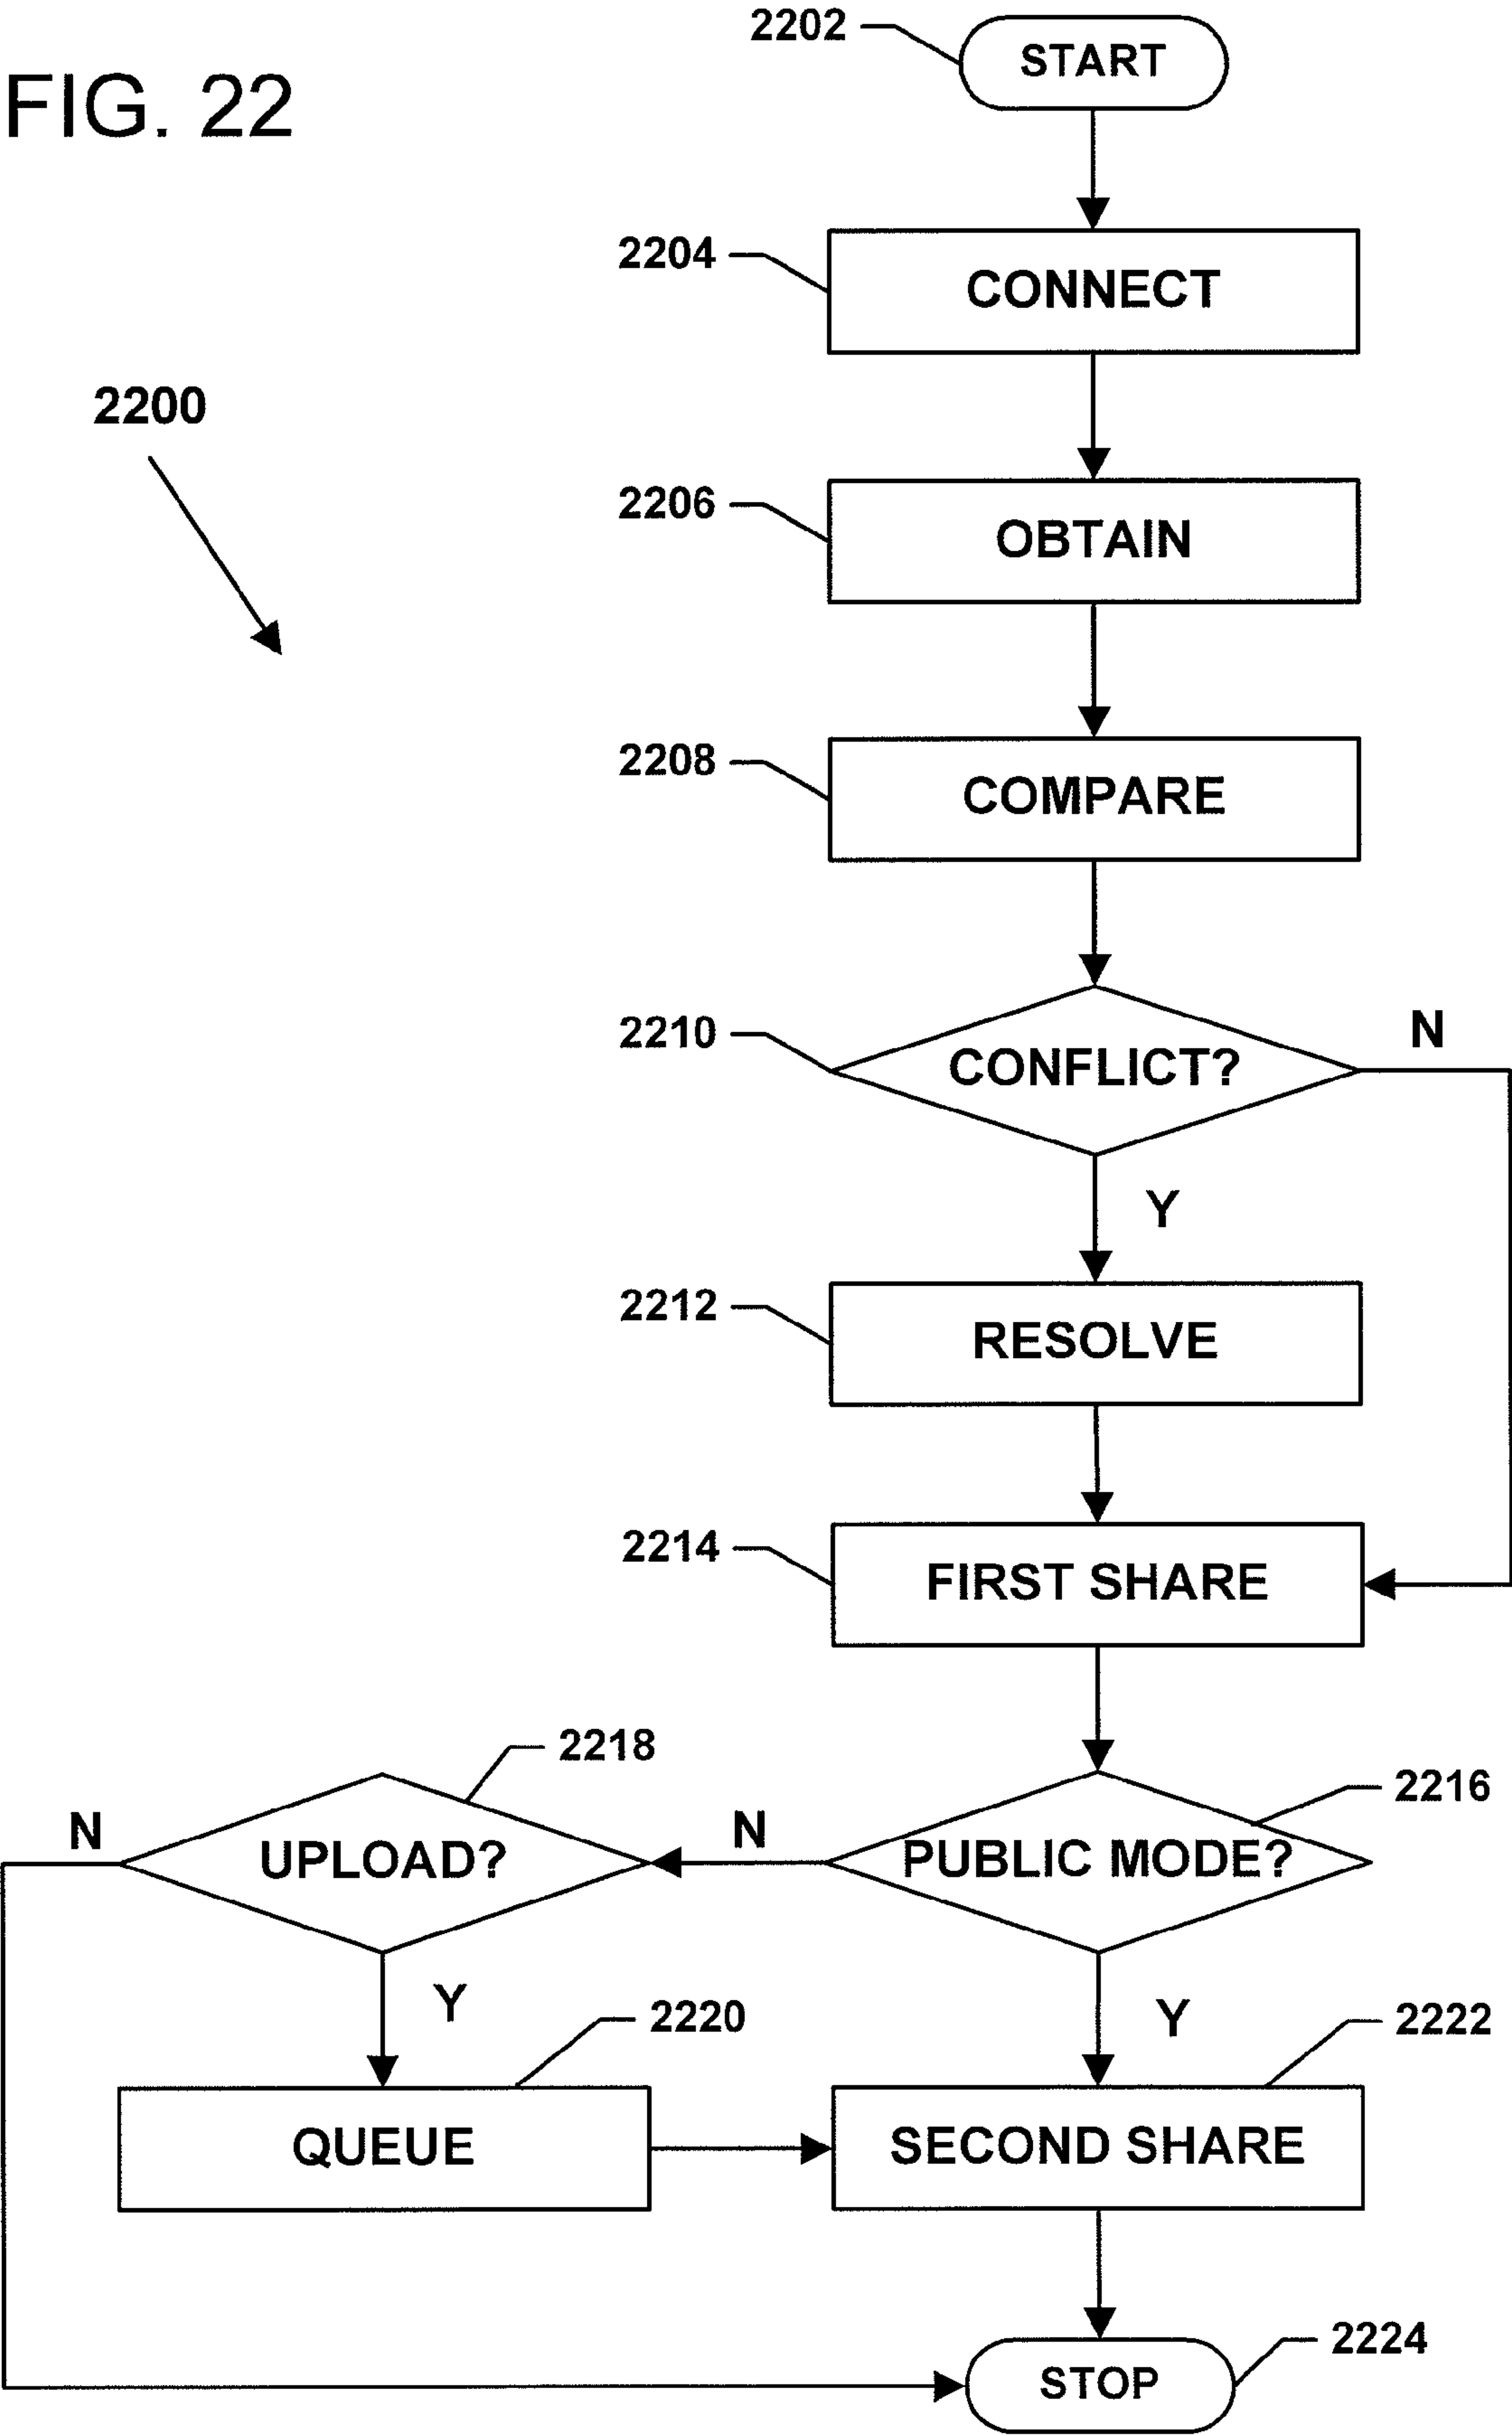 2202
START
FIG. 22
2204
CONNECT
2200
2206
OBTAIN
2208
COMPARE
2210
CONFLICT?
N
Y
2212
RESOLVE
2214
FIRST SHARE
2218
2216
N
UPLOAD?
N
PUBLIC MODE?
Y
2220
Y
2222
QUEUE
SECOND SHARE
2224
STOP